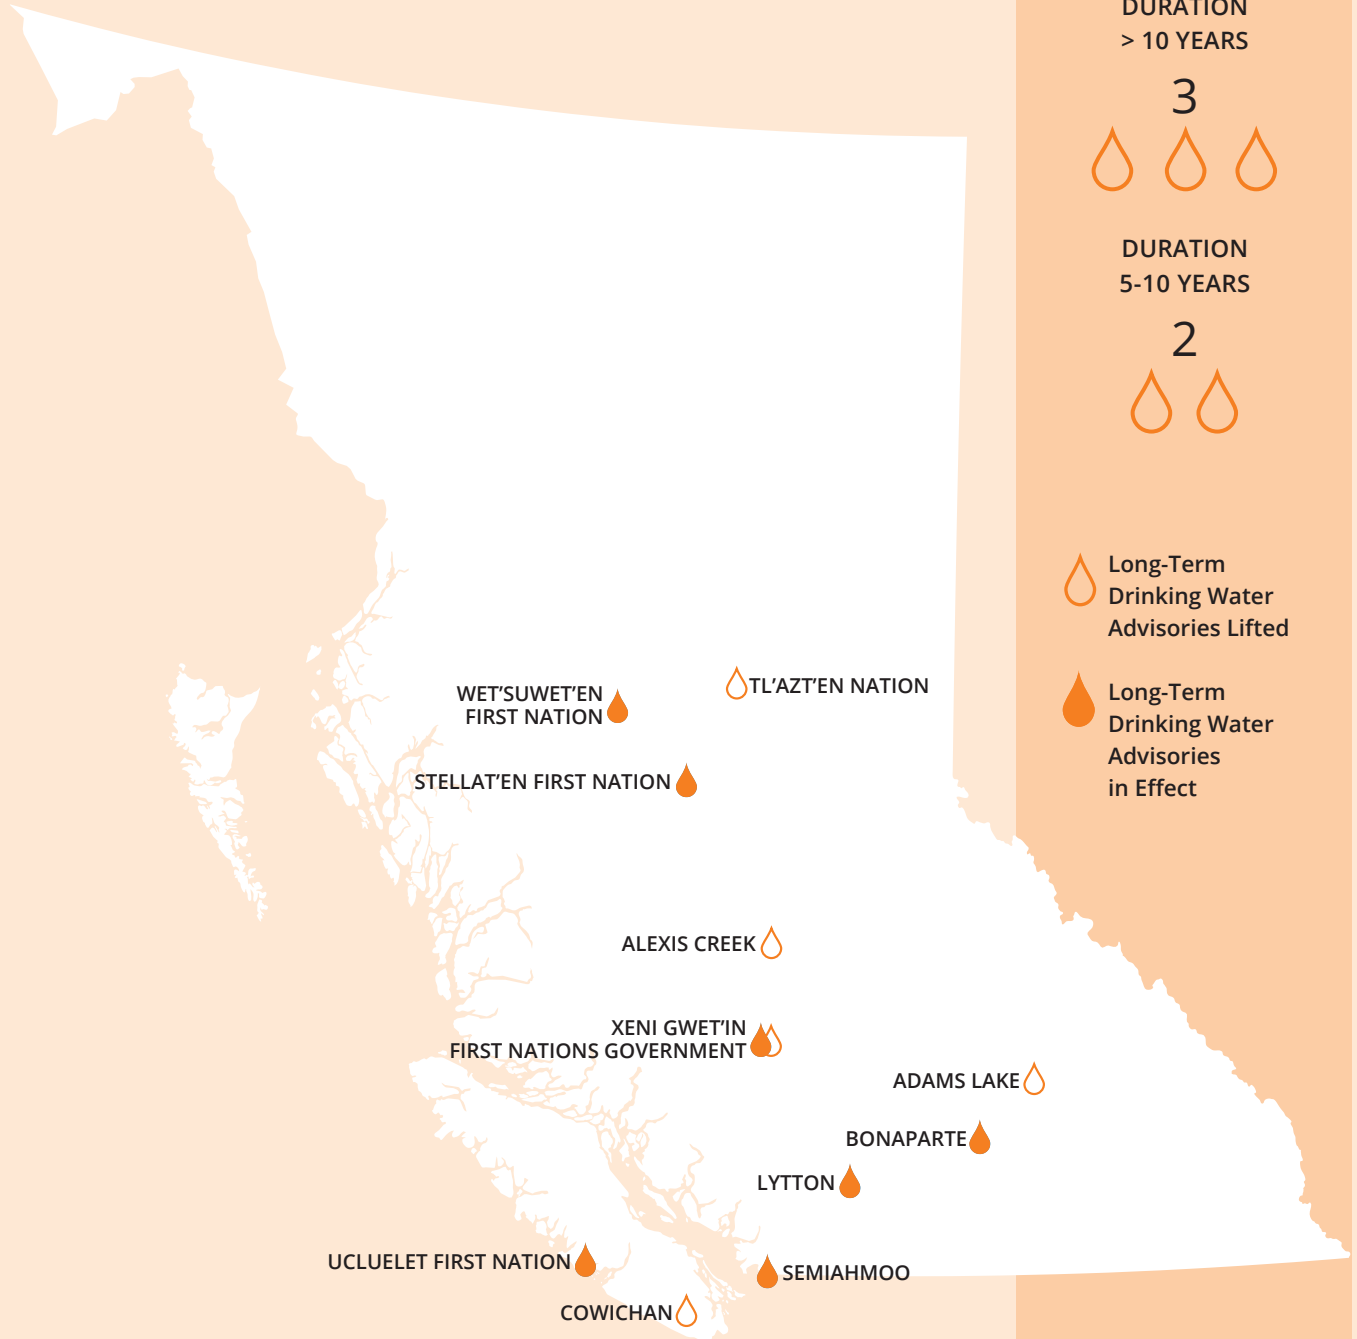 DURATION
> 10 YEARS
3
DURATION
5-10 YEARS
2
Long-Term
Drinking Water
Advisories Lifted
Long-Term
Drinking Water
Advisories
in Effect
WET’SUWET’EN
FIRST NATION
TL’AZT’EN NATION
STELLAT’EN FIRST NATION
ALEXIS CREEK
XENI GWET’IN
FIRST NATIONS GOVERNMENT
ADAMS LAKE
BONAPARTE
LYTTON
UCLUELET FIRST NATION
SEMIAHMOO
COWICHAN